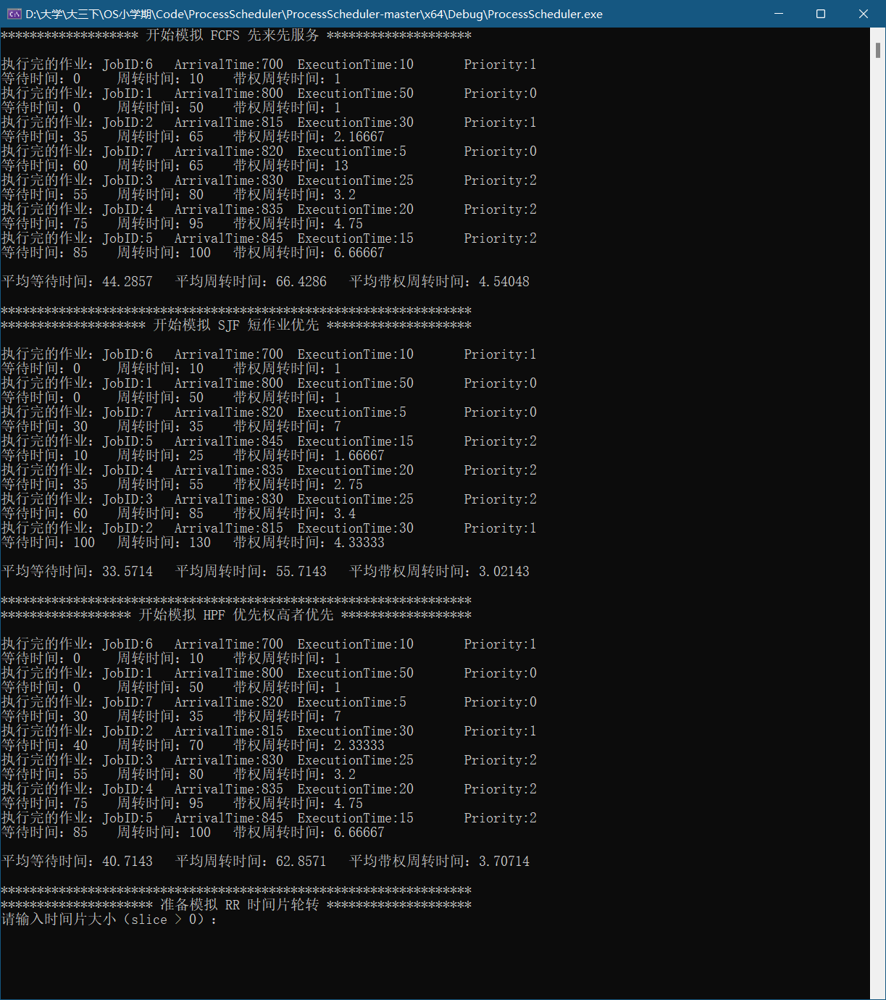 D:\大学\大三下\OS小学期\Code\ProcessScheduler\ProcessScheduler-master\x64\Debug\ProcessScheduler.exe
******************* 开始模拟 FCFS 先来先服务 ********************
执行完的作业：JobID:6 ArrivalTime:700 ExecutionTime:10 Priority:1
等待时间：0 周转时间：10 带权周转时间：1
执行完的作业：JobID:1 ArrivalTime:800 ExecutionTime:50 Priority:0
等待时间：0 周转时间：50 带权周转时间：1
执行完的作业：JobID:2 ArrivalTime:815 ExecutionTime:30 Priority:1
等待时间：35 周转时间：65 带权周转时间：2.16667
执行完的作业：JobID:7 ArrivalTime:820 ExecutionTime:5 Priority:0
等待时间：60 周转时间：65 带权周转时间：13
执行完的作业：JobID:3 ArrivalTime:830 ExecutionTime:25 Priority:2
等待时间：55 周转时间：80 带权周转时间：3.2
执行完的作业：JobID:4 ArrivalTime:835 ExecutionTime:20 Priority:2
等待时间：75 周转时间：95 带权周转时间：4.75
执行完的作业：JobID:5 ArrivalTime:845 ExecutionTime:15 Priority:2
等待时间：85 周转时间：100 带权周转时间：6.66667
平均等待时间：44.2857 平均周转时间：66.4286 平均带权周转时间：4.54048
*****************************************************************
******************** 开始模拟 SJF 短作业优先 ********************
执行完的作业：JobID:6 ArrivalTime:700 ExecutionTime:10 Priority:1
等待时间：0 周转时间：10 带权周转时间：1
执行完的作业：JobID:1 ArrivalTime:800 ExecutionTime:50 Priority:0
等待时间：0 周转时间：50 带权周转时间：1
执行完的作业：JobID:7 ArrivalTime:820 ExecutionTime:5 Priority:0
等待时间：30 周转时间：35 带权周转时间：7
执行完的作业：JobID:5 ArrivalTime:845 ExecutionTime:15 Priority:2
等待时间：10 周转时间：25 带权周转时间：1.66667
执行完的作业：JobID:4 ArrivalTime:835 ExecutionTime:20 Priority:2
等待时间：35 周转时间：55 带权周转时间：2.75
执行完的作业：JobID:3 ArrivalTime:830 ExecutionTime:25 Priority:2
等待时间：60 周转时间：85 带权周转时间：3.4
执行完的作业：JobID:2 ArrivalTime:815 ExecutionTime:30 Priority:1
等待时间：100 周转时间：130 带权周转时间：4.33333
平均等待时间：33.5714 平均周转时间：55.7143 平均带权周转时间：3.02143
*****************************************************************
****************** 开始模拟 HPF 优先权高者优先 ******************
执行完的作业：JobID:6 ArrivalTime:700 ExecutionTime:10 Priority:1
等待时间：0 周转时间：10 带权周转时间：1
执行完的作业：JobID:1 ArrivalTime:800 ExecutionTime:50 Priority:0
等待时间：0 周转时间：50 带权周转时间：1
执行完的作业：JobID:7 ArrivalTime:820 ExecutionTime:5 Priority:0
等待时间：30 周转时间：35 带权周转时间：7
执行完的作业：JobID:2 ArrivalTime:815 ExecutionTime:30 Priority:1
等待时间：40 周转时间：70 带权周转时间：2.33333
执行完的作业：JobID:3 ArrivalTime:830 ExecutionTime:25 Priority:2
等待时间：55 周转时间：80 带权周转时间：3.2
执行完的作业：JobID:4 ArrivalTime:835 ExecutionTime:20 Priority:2
等待时间：75 周转时间：95 带权周转时间：4.75
执行完的作业：JobID:5 ArrivalTime:845 ExecutionTime:15 Priority:2
等待时间：85 周转时间：100 带权周转时间：6.66667
平均等待时间：40.7143 平均周转时间：62.8571 平均带权周转时间：3.70714
*****************************************************************
********************* 准备模拟 RR 时间片轮转 ********************
请输入时间片大小（slice > 0）：